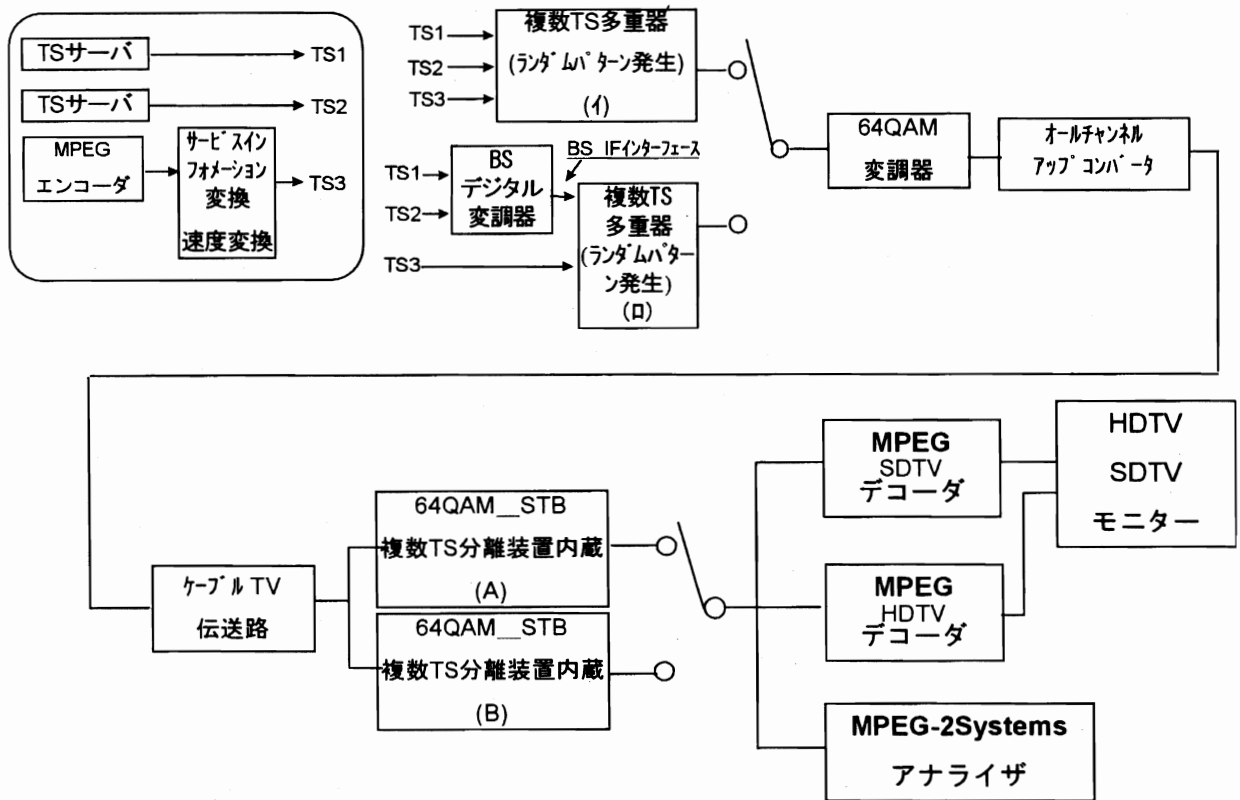 TSサーバ
TS1
TSサーバ
TS2
MPEG
エンコーダ
サービスイン
フォメーション
変換
速度変換
TS3
TS1
TS2
TS3
複数TS多重器
(ランダムパターン発生)
(イ)
TS1
TS2
TS3
BS
デジタル
変調器
BS IFインターフェース
複数TS
多重器
(ランダムパター
ン発生)
(ロ)
64QAM
変調器
オールチャンネル
アップコンバータ
ケーブルTV
伝送路
64QAM__STB
複数TS分離装置内蔵
(A)
64QAM__STB
複数TS分離装置内蔵
(B)
MPEG
SDTV
デコーダ
MPEG
HDTV
デコーダ
MPEG-2Systems
アナライザ
HDTV
SDTV
モニター